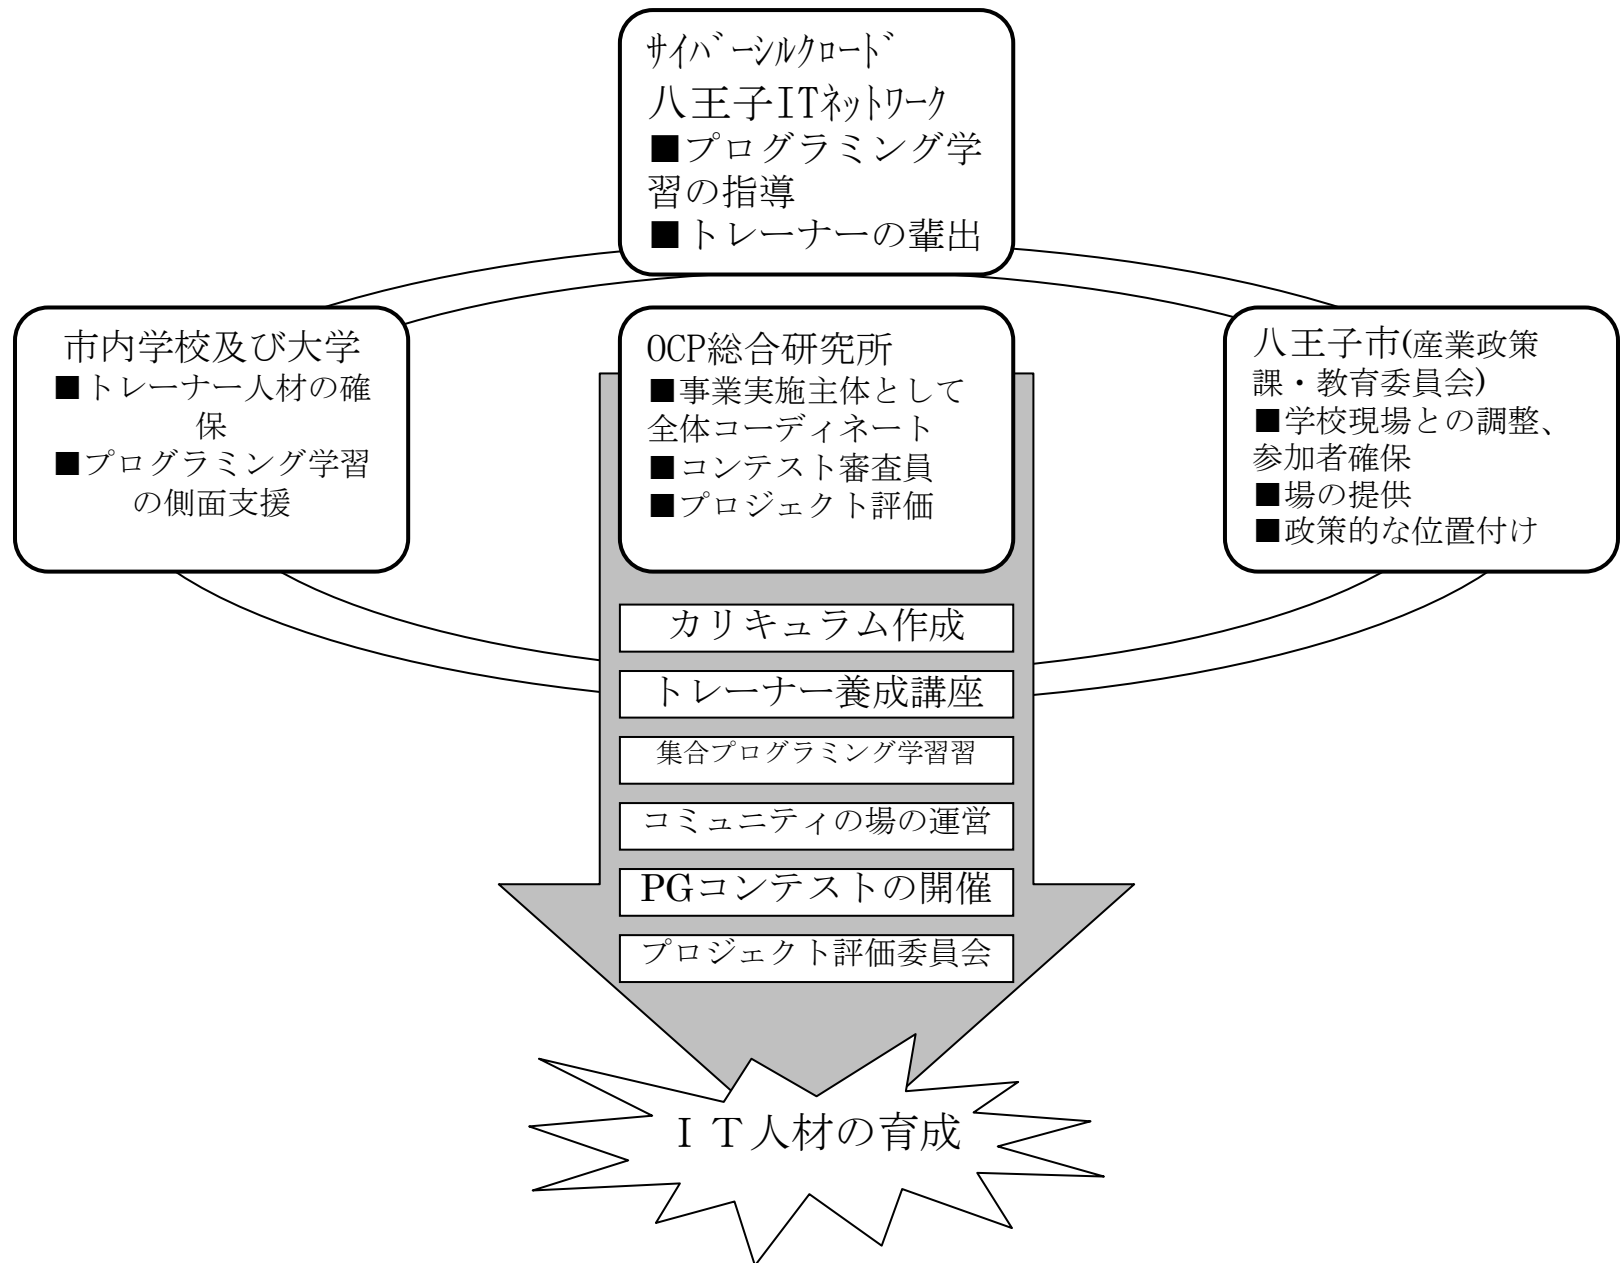 ｻｲﾊﾞｰｼﾙｸﾛｰﾄﾞ
八王子ITﾈｯﾄﾜｰｸ
■プログラミング学
習の指導
■トレーナーの輩出
市内学校及び大学
■トレーナー人材の確
保
■プログラミング学習
の側面支援
OCP総合研究所
■事業実施主体として
全体コーディネート
■コンテスト審査員
■プロジェクト評価
八王子市(産業政策
課・教育委員会)
■学校現場との調整、
参加者確保
■場の提供
■政策的な位置付け
カリキュラム作成
トレーナー養成講座
集合プログラミング学習習
コミュニティの場の運営
PGコンテストの開催
プロジェクト評価委員会
ＩＴ人材の育成